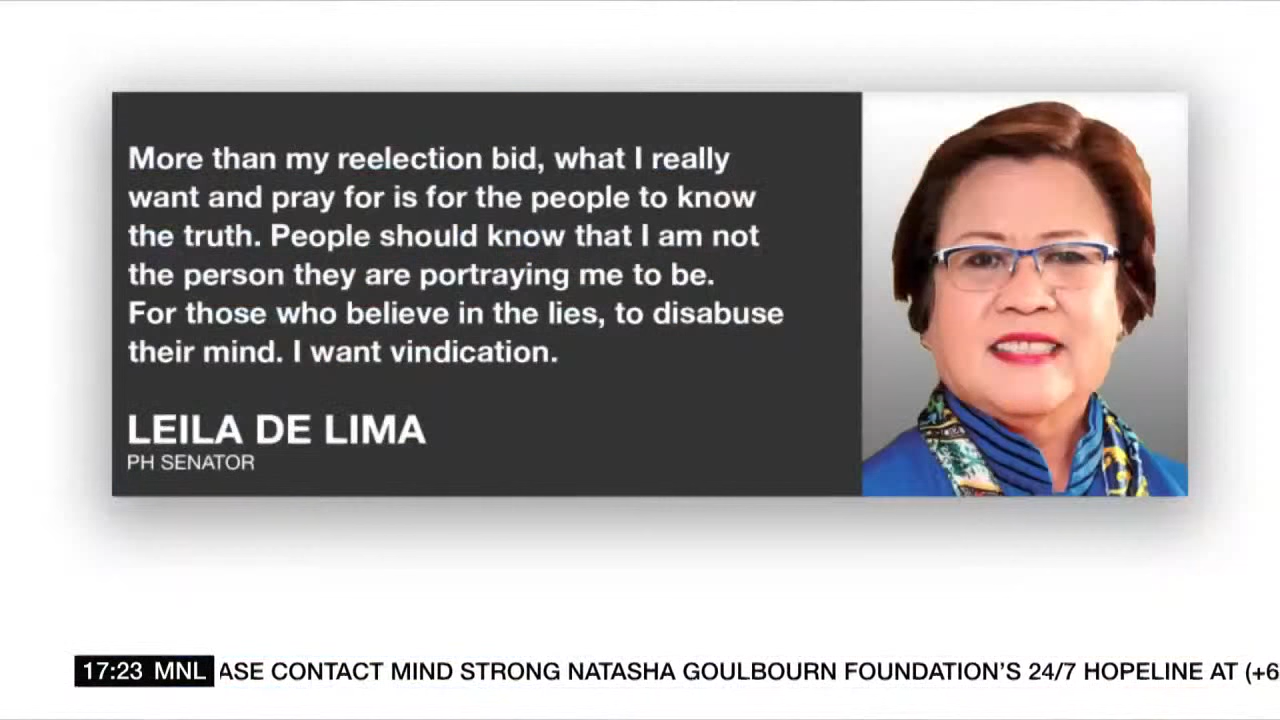 More than my reelection bid, what I really
want and pray for is for the people to know
the truth. People should know that I am not
the person they are portraying me to be.
For those who believe in the lies, to disabuse
their mind. I want vindication.
LEILA DE LIMA
PH SENATOR
17:23 MNL ASE CONTACT MIND STRONG NATASHA GOULBOURN FOUNDATION'S 24/7 HOPELINE AT (+6